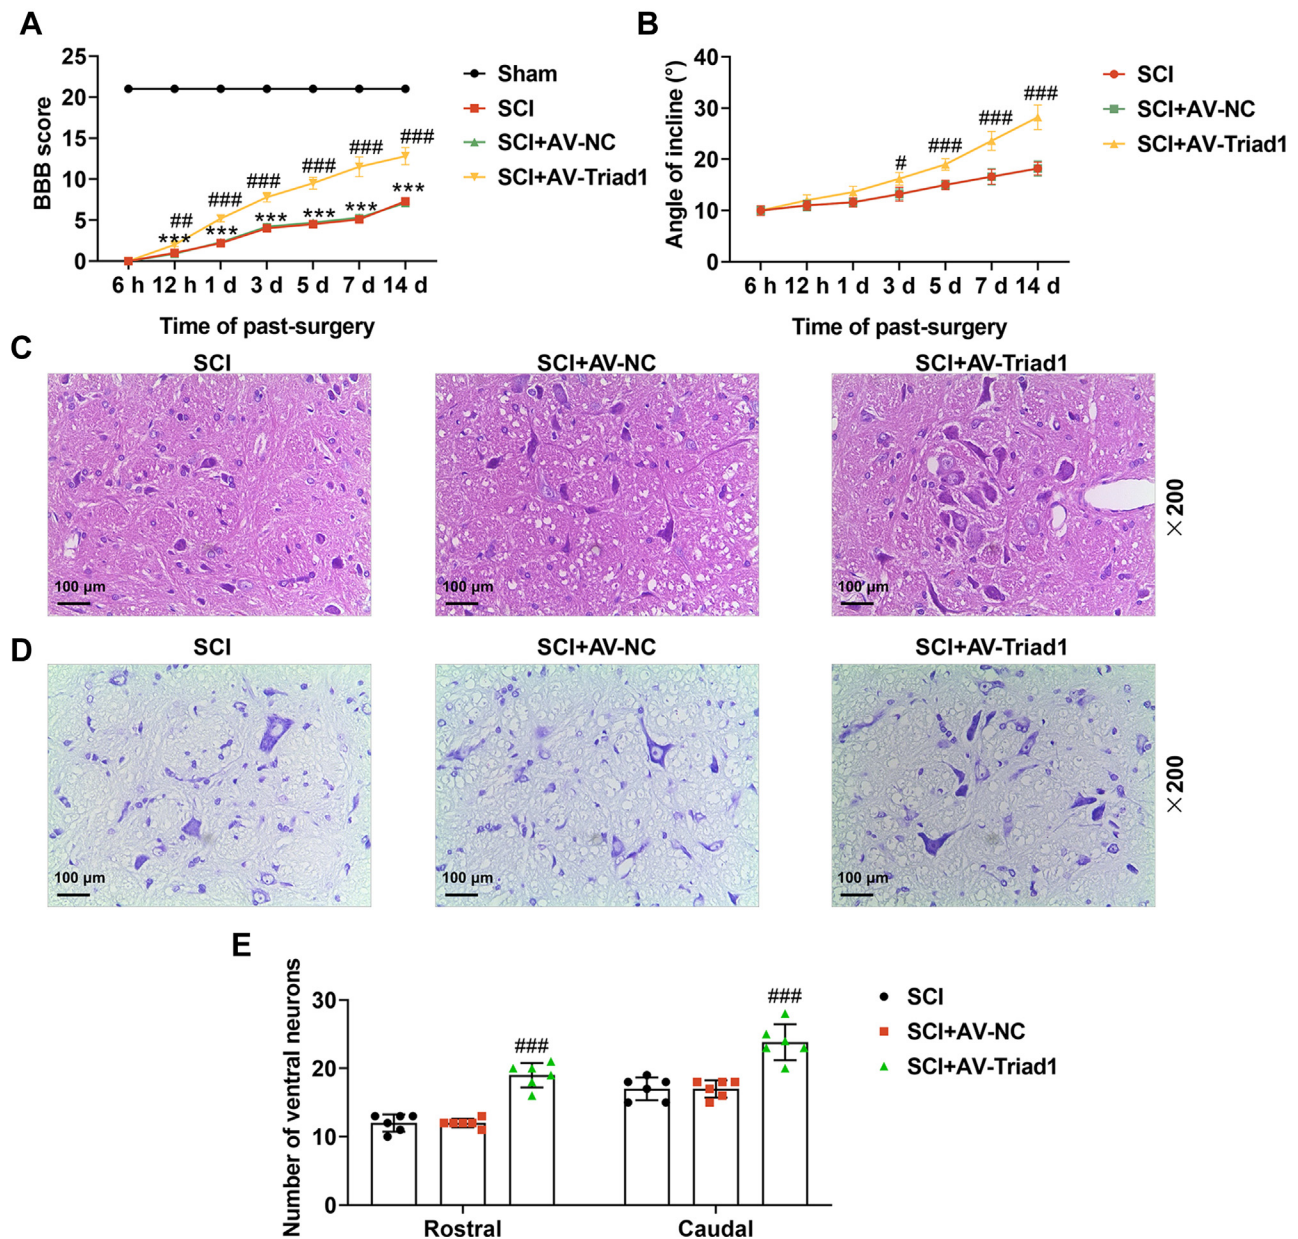 A
25
20
15
10
5
0
BBB score
***
***
***
***
***
***
##
###
###
###
###
###
6 h 12 h 1 d 3 d 5 d 7 d 14 d
Time of past-surgery
Sham
SCI
SCI+AV-NC
SCI+AV-Triad1
B
40
30
20
10
0
Angle of incline (°)
#
###
###
###
6 h 12 h 1 d 3 d 5 d 7 d 14 d
Time of past-surgery
SCI
SCI+AV-NC
SCI+AV-Triad1
C
SCI SCI+AV-NC SCI+AV-Triad1
100 µm 100 µm 100 µm
×200
D
SCI SCI+AV-NC SCI+AV-Triad1
100 µm 100 µm 100 µm
×200
E
30
20
10
0
Number of ventral neurons
###
###
Rostral Caudal
SCI
SCI+AV-NC
SCI+AV-Triad1